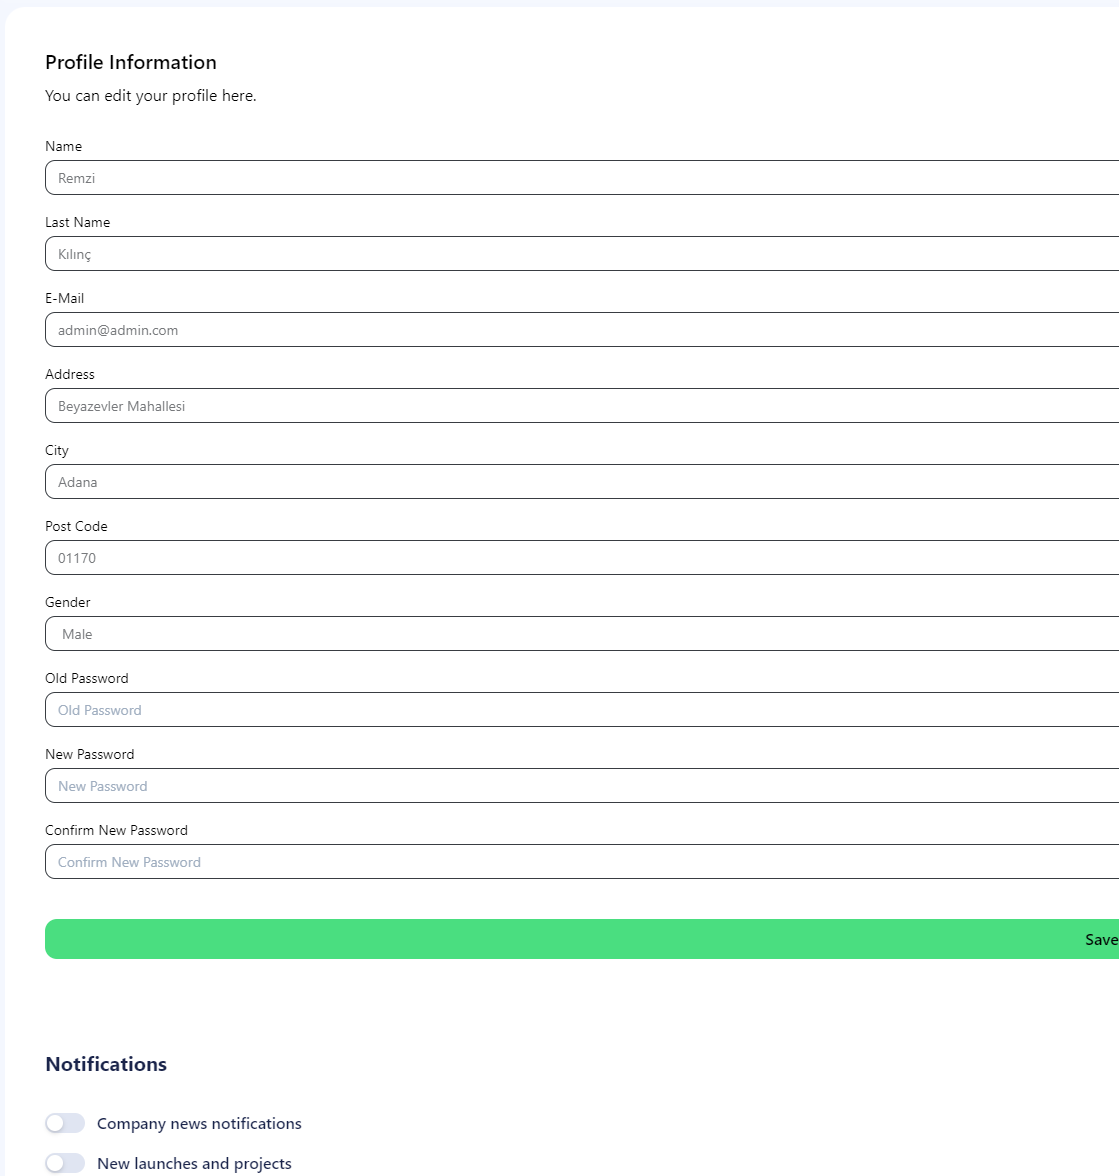 Profile Information
You can edit your profile here.
Name
Remzi
Last Name
Kılınç
E-Mail
admin@admin.com
Address
Beyazevler Mahallesi
City
Adana
Post Code
01170
Gender
Male
Old Password
Old Password
New Password
New Password
Confirm New Password
Confirm New Password
Save
Notifications
Company news notifications
New launches and projects